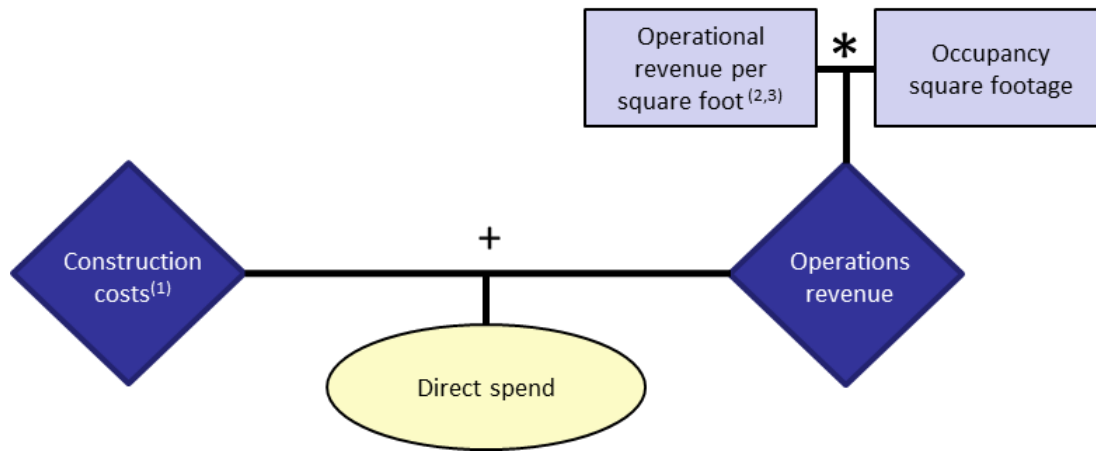 Operational
revenue per
square foot (2,3)
*
Occupancy
square footage
Construction
costs(1)
+
Operations
revenue
Direct spend